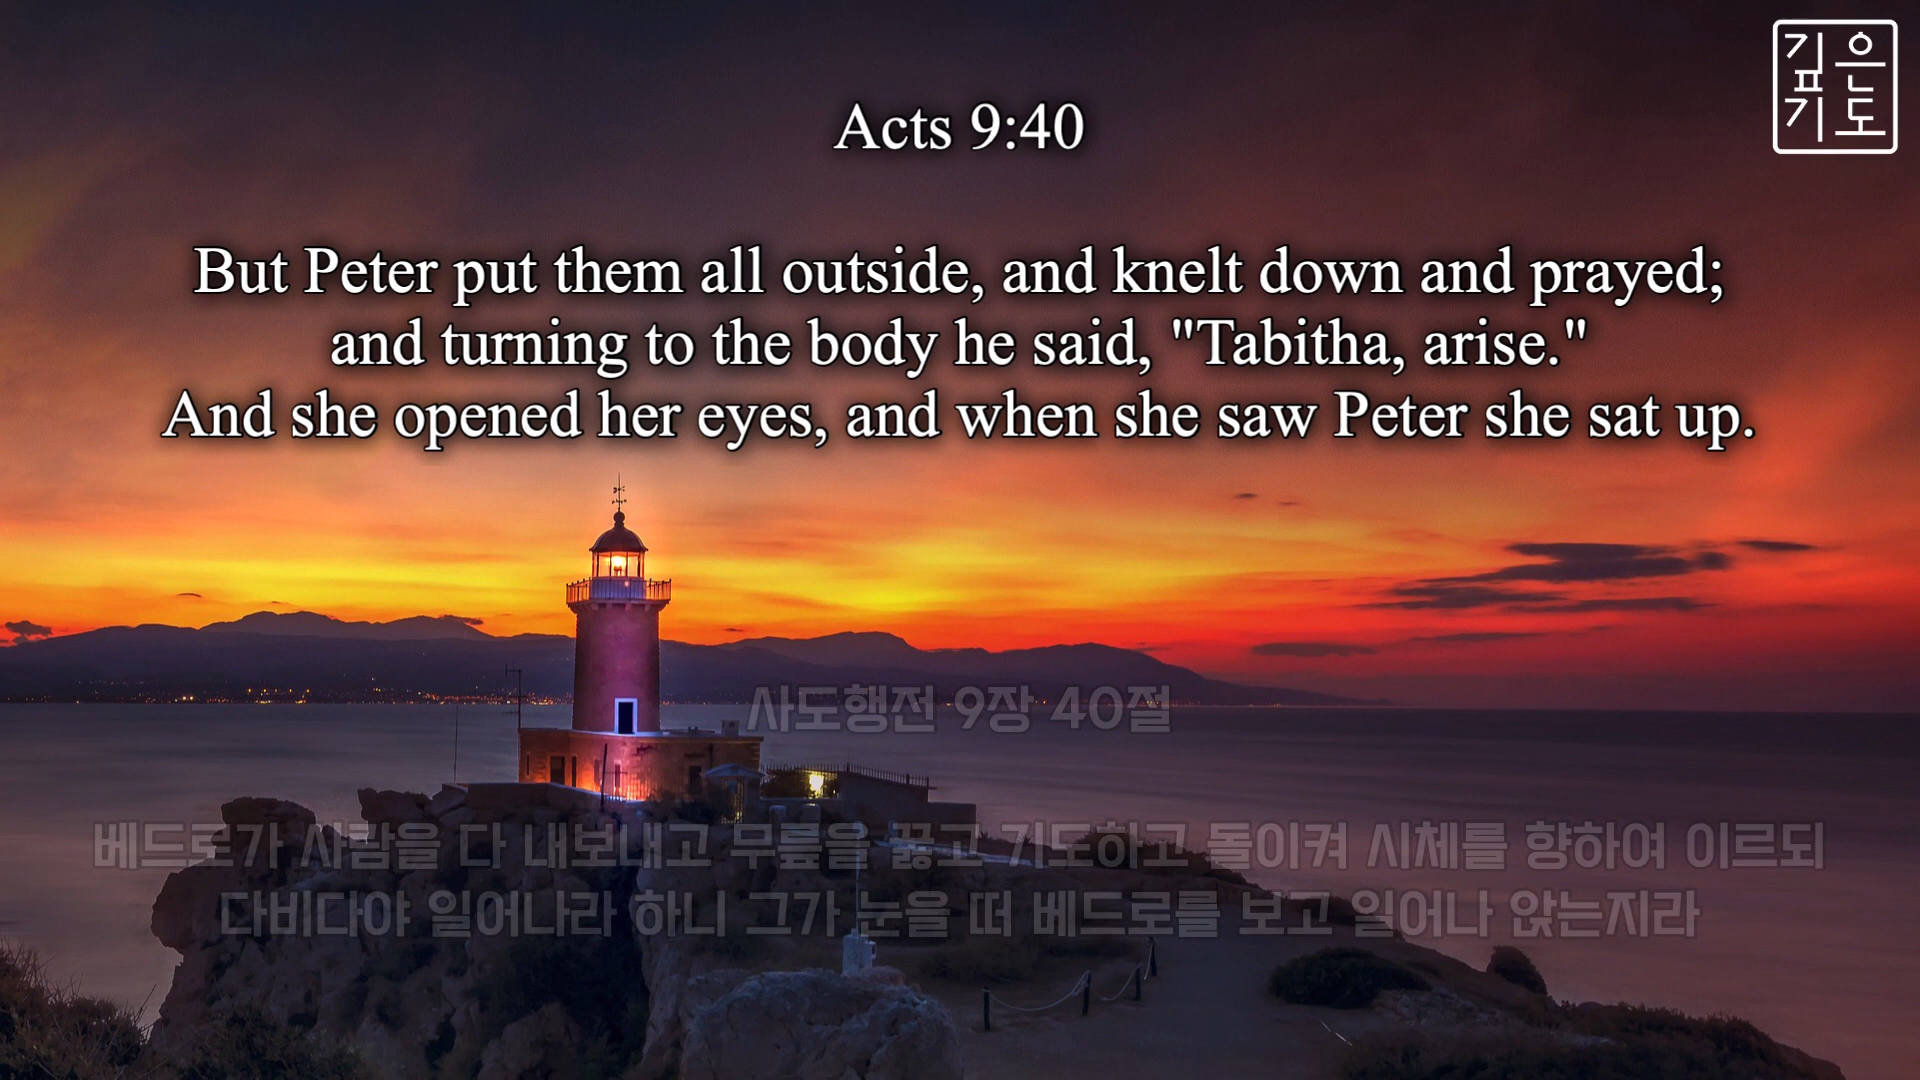 깊은
기도
Acts 9:40
But Peter put them all outside, and knelt down and prayed;
and turning to the body he said, "Tabitha, arise."
And she opened her eyes, and when she saw Peter she sat up.
사도행전 9장 40절
베드로가 사람을 다 내보내고 무릎을 꿇고 기도하고 돌이켜 시체를 향하여 이르되
다비다야 일어나라 하니 그가 눈을 떠 베드로를 보고 일어나 앉는지라